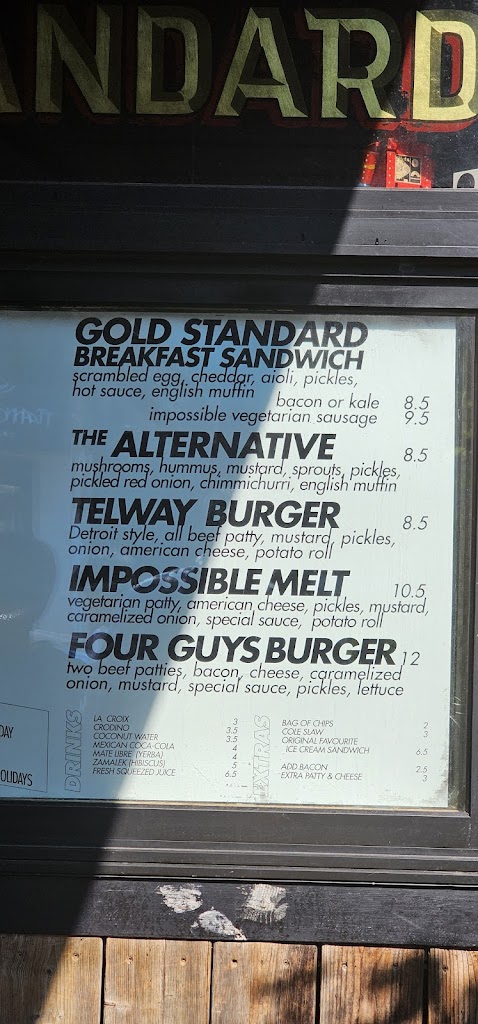 ANDARD
GOLD STANDARD
BREAKFAST SANDWICH
scrambled egg, cheddar, aioli, pickles,
hot sauce, english muffin
bacon or kale 8.5
impossible vegetarian sausage 9.5
THE ALTERNATIVE 8.5
mushrooms, hummus, mustard, sprouts, pickles,
pickled red onion, chimmichurri, english muffin
TELWAY BURGER 8.5
Detroit style, all beef patty, mustard, pickles,
onion, american cheese, potato roll
IMPOSSIBLE MELT 10.5
vegetarian patty, american cheese, pickles, mustard,
caramelized onion, special sauce, potato roll
FOUR GUYS BURGER 12
two beef patties, bacon, cheese, caramelized
onion, mustard, special sauce, pickles, lettuce
DAY
OLIDAYS
DRINKS
LA CROIX 3
CRODINO 3.5
COCONUT WATER 3.5
MEXICAN COCA-COLA 4
MATE LIBRE (YERBA) 4
ZAMALEK (HIBISCUS) 5
FRESH SQUEEZED JUICE 6.5
EXTRAS
BAG OF CHIPS 2
COLE SLAW 3
ORIGINAL FAVOURITE
ICE CREAM SANDWICH 6.5
ADD BACON 2.5
EXTRA PATTY & CHEESE 3